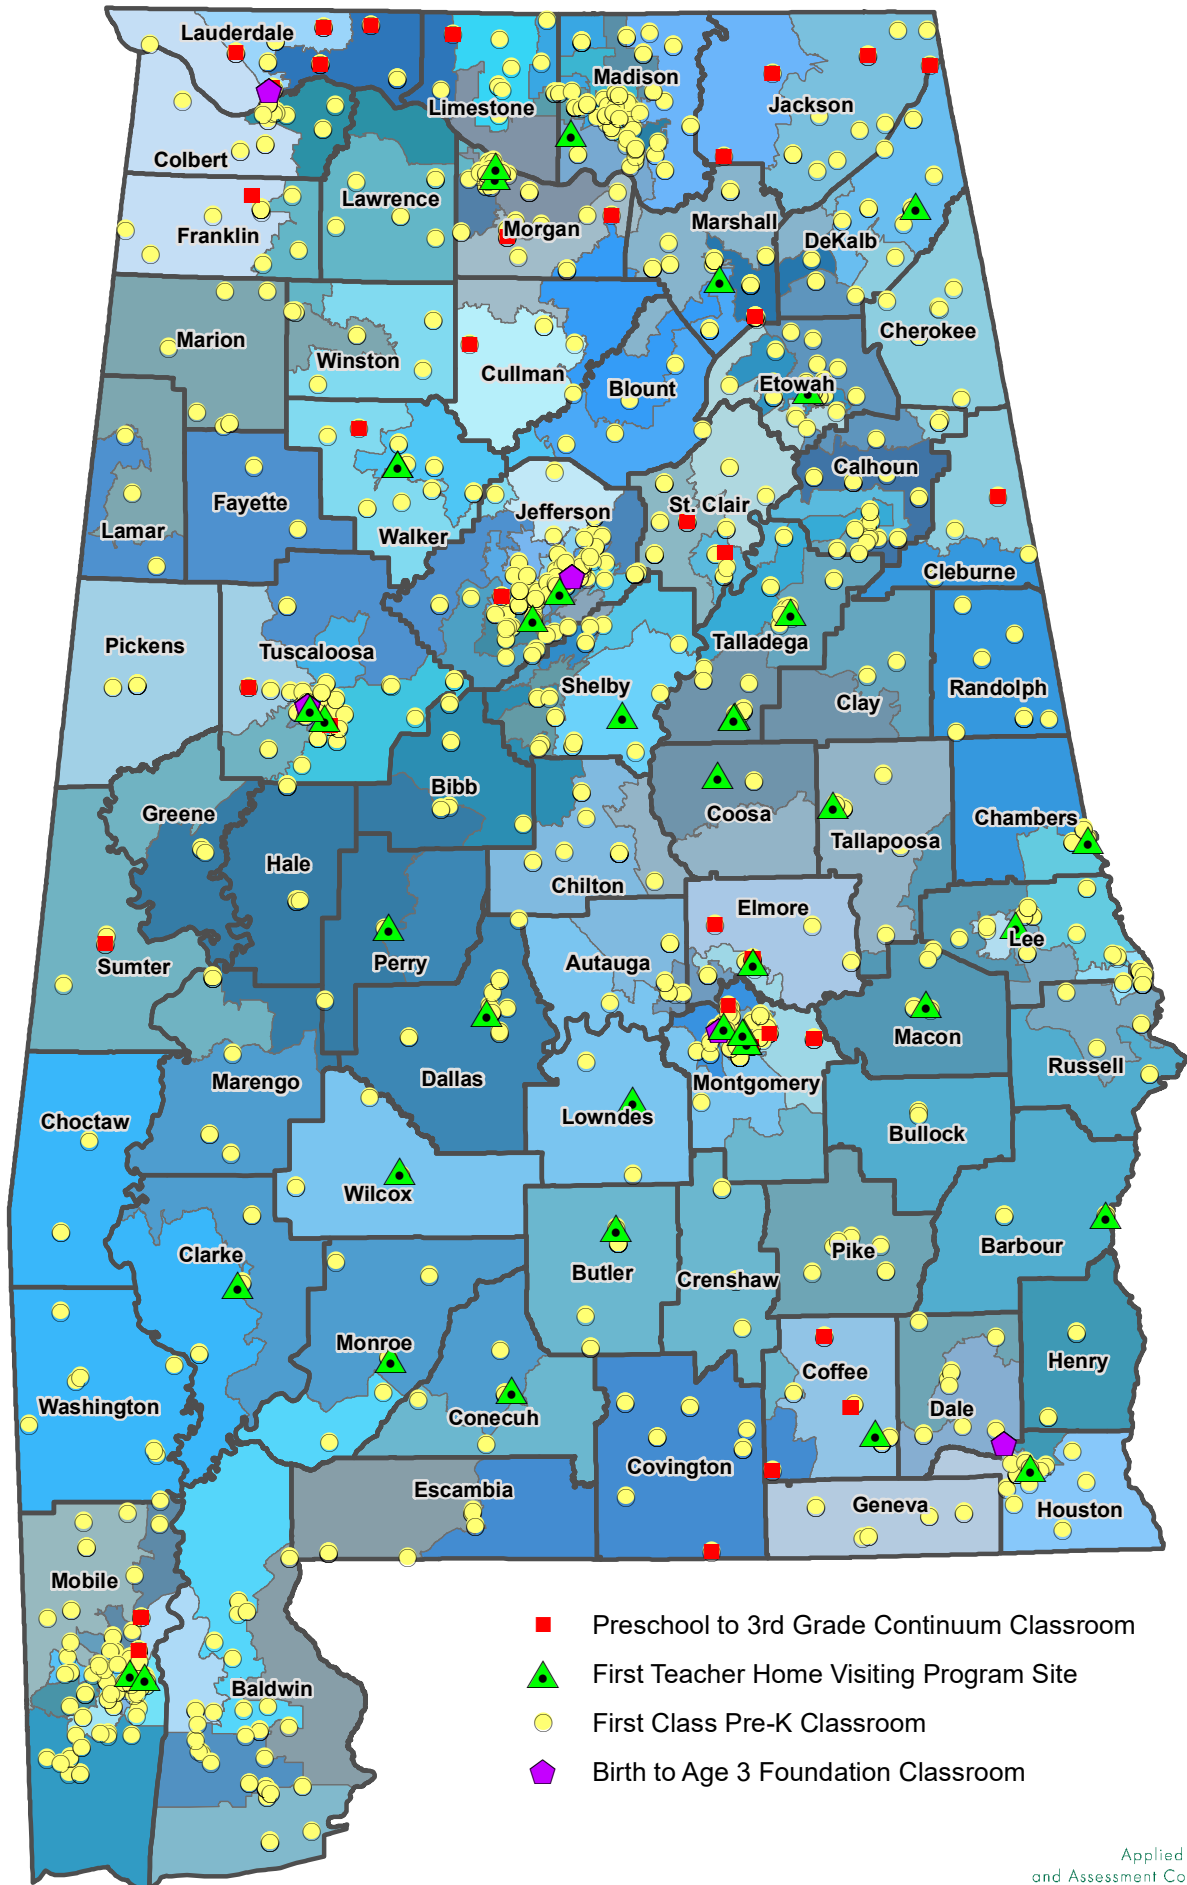 Lauderdale
Madison
Limestone
Jackson
Colbert
Lawrence
Morgan
Marshall
Franklin
DeKalb
Cherokee
Marion
Winston
Cullman
Blount
Etowah
Calhoun
Fayette
Jefferson
St. Clair
Lamar
Walker
Cleburne
Pickens
Tuscaloosa
Talladega
Shelby
Clay
Randolph
Bibb
Greene
Coosa
Chambers
Tallapoosa
Hale
Chilton
Elmore
Lee
Perry
Autauga
Sumter
Macon
Russell
Dallas
Marengo
Montgomery
Choctaw
Lowndes
Bullock
Wilcox
Clarke
Pike
Barbour
Butler
Crenshaw
Monroe
Coffee
Henry
Washington
Conecuh
Dale
Covington
Escambia
Geneva
Houston
Mobile
Baldwin
Preschool to 3rd Grade Continuum Classroom
First Teacher Home Visiting Program Site
First Class Pre-K Classroom
Birth to Age 3 Foundation Classroom
Applied
and Assessment Co